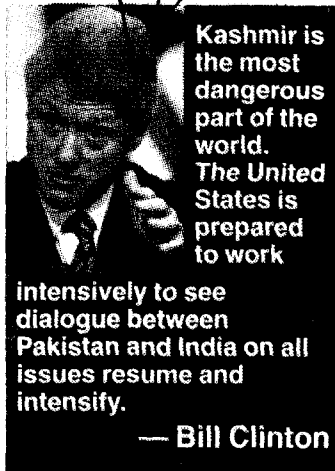 Kashmir is
the most
dangerous
part of the
world.
The United
States is
prepared
to work
intensively to see
dialogue between
Pakistan and India on all
issues resume and
intensify.
— Bill Clinton